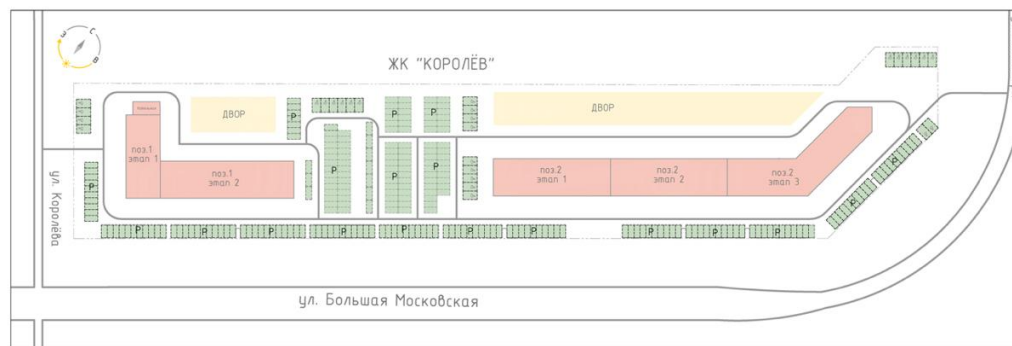 С
З
В
ЖК "КОРОЛЁВ"
ДВОР
ДВОР
Р
Р
Р
поз.1
этап 1
поз.1
этап 2
Р
Р
Р
Р
Р
поз.2
этап 1
поз.2
этап 2
поз.2
этап 3
ул. Королёва
Р
Р
Р
Р
Р
Р
Р
Р
Р
Р
Р
Р
ул. Большая Московская